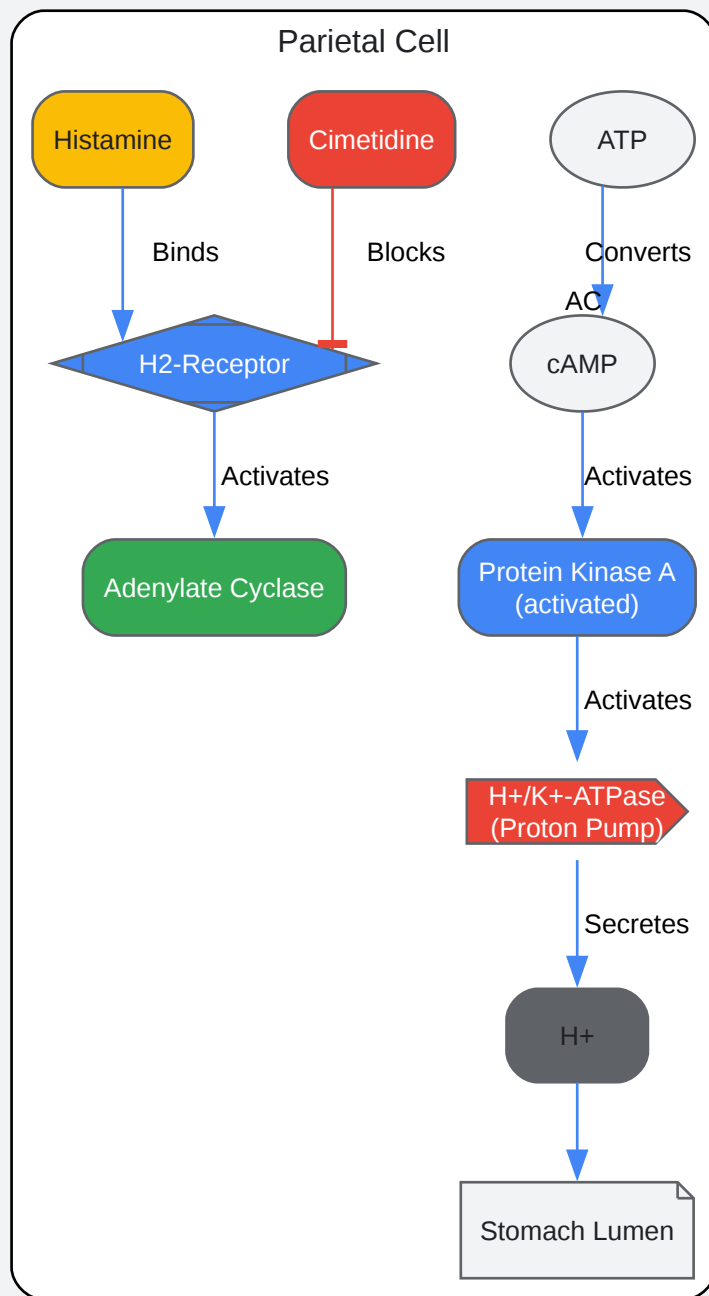 Parietal Cell
Histamine
Cimetidine
ATP
Binds
Blocks
Converts
AC
H2-Receptor
cAMP
Activates
Activates
Adenylate Cyclase
Protein Kinase A
(activated)
Activates
H+/K+-ATPase
(Proton Pump)
Secretes
H+
Stomach Lumen